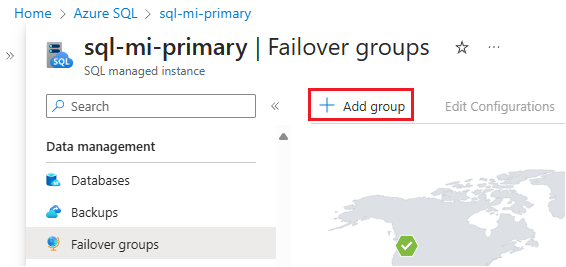 Home > Azure SQL > sql-mi-primary >
sql-mi-primary | Failover groups
SQL managed instance
Search
Add group
Edit Configurations
Data management
Databases
Backups
Failover groups
SQL